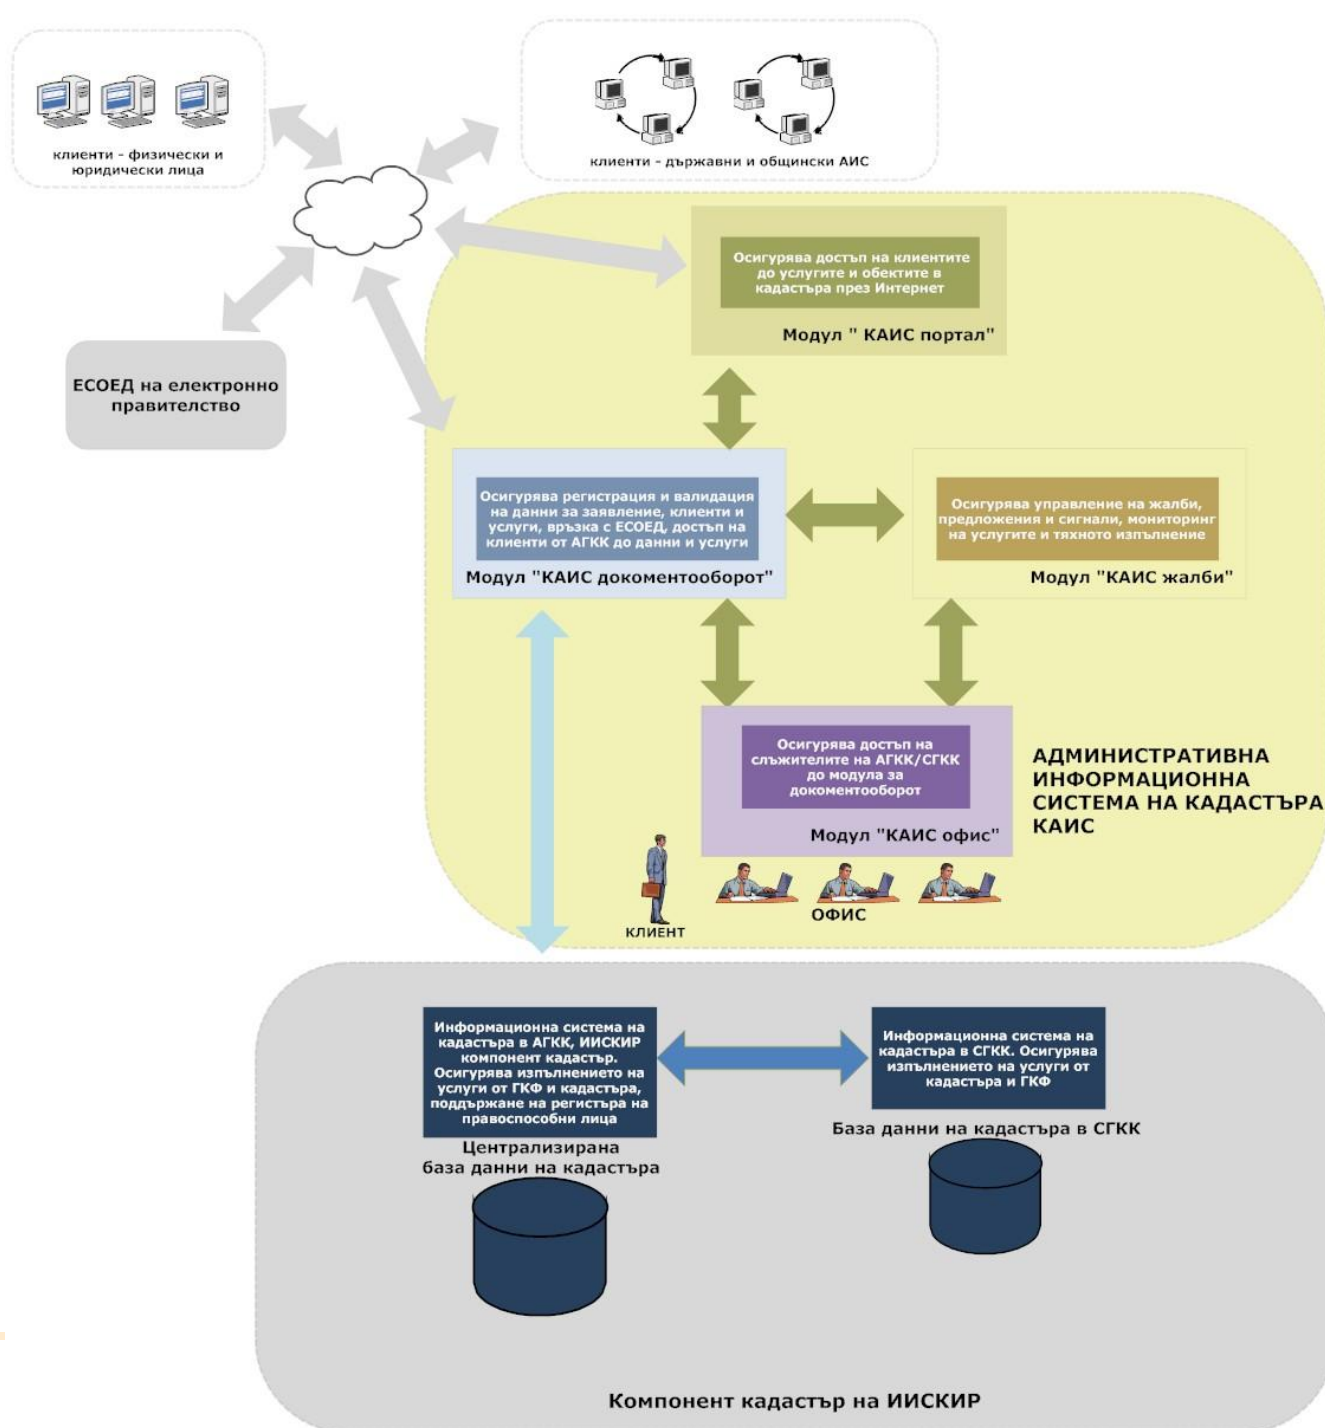 клиенти - физически и
юридически лица
клиенти - държавни и общински АИС
Осигурява достъп на клиентите
до услугите и обектите в
кадастъра през Интернет
Модул " КАИС портал"
ЕСОЕД на електронно
правителство
Осигурява регистрация и валидация
на данни за заявление, клиенти и
услуги, връзка с ЕСОЕД, достъп на
клиенти от АГКК до данни и услуги
Модул "КАИС докоментооборот"
Осигурява управление на жалби,
предложения и сигнали, мониторинг
на услугите и тяхното изпълнение
Модул "КАИС жалби"
Осигурява достъп на
слъжителите на АГКК/СГКК
до модула за
докоментооборот
Модул "КАИС офис"
АДМИНИСТРАТИВНА
ИНФОРМАЦИОННА
СИСТЕМА НА КАДАСТЪРА
КАИС
КЛИЕНТ
ОФИС
Информационна система на
кадастъра в АГКК, ИИСКИР
компонент кадастър.
Осигурява изпълнението на
услуги от ГКФ и кадастъра,
поддържане на регистъра на
правоспособни лица
Централизирана
база данни на кадастъра
Информационна система на
кадастъра в СГКК. Осигурява
изпълнението на услуги от
кадастъра и ГКФ
База данни на кадастъра в СГКК
Компонент кадастър на ИИСКИР